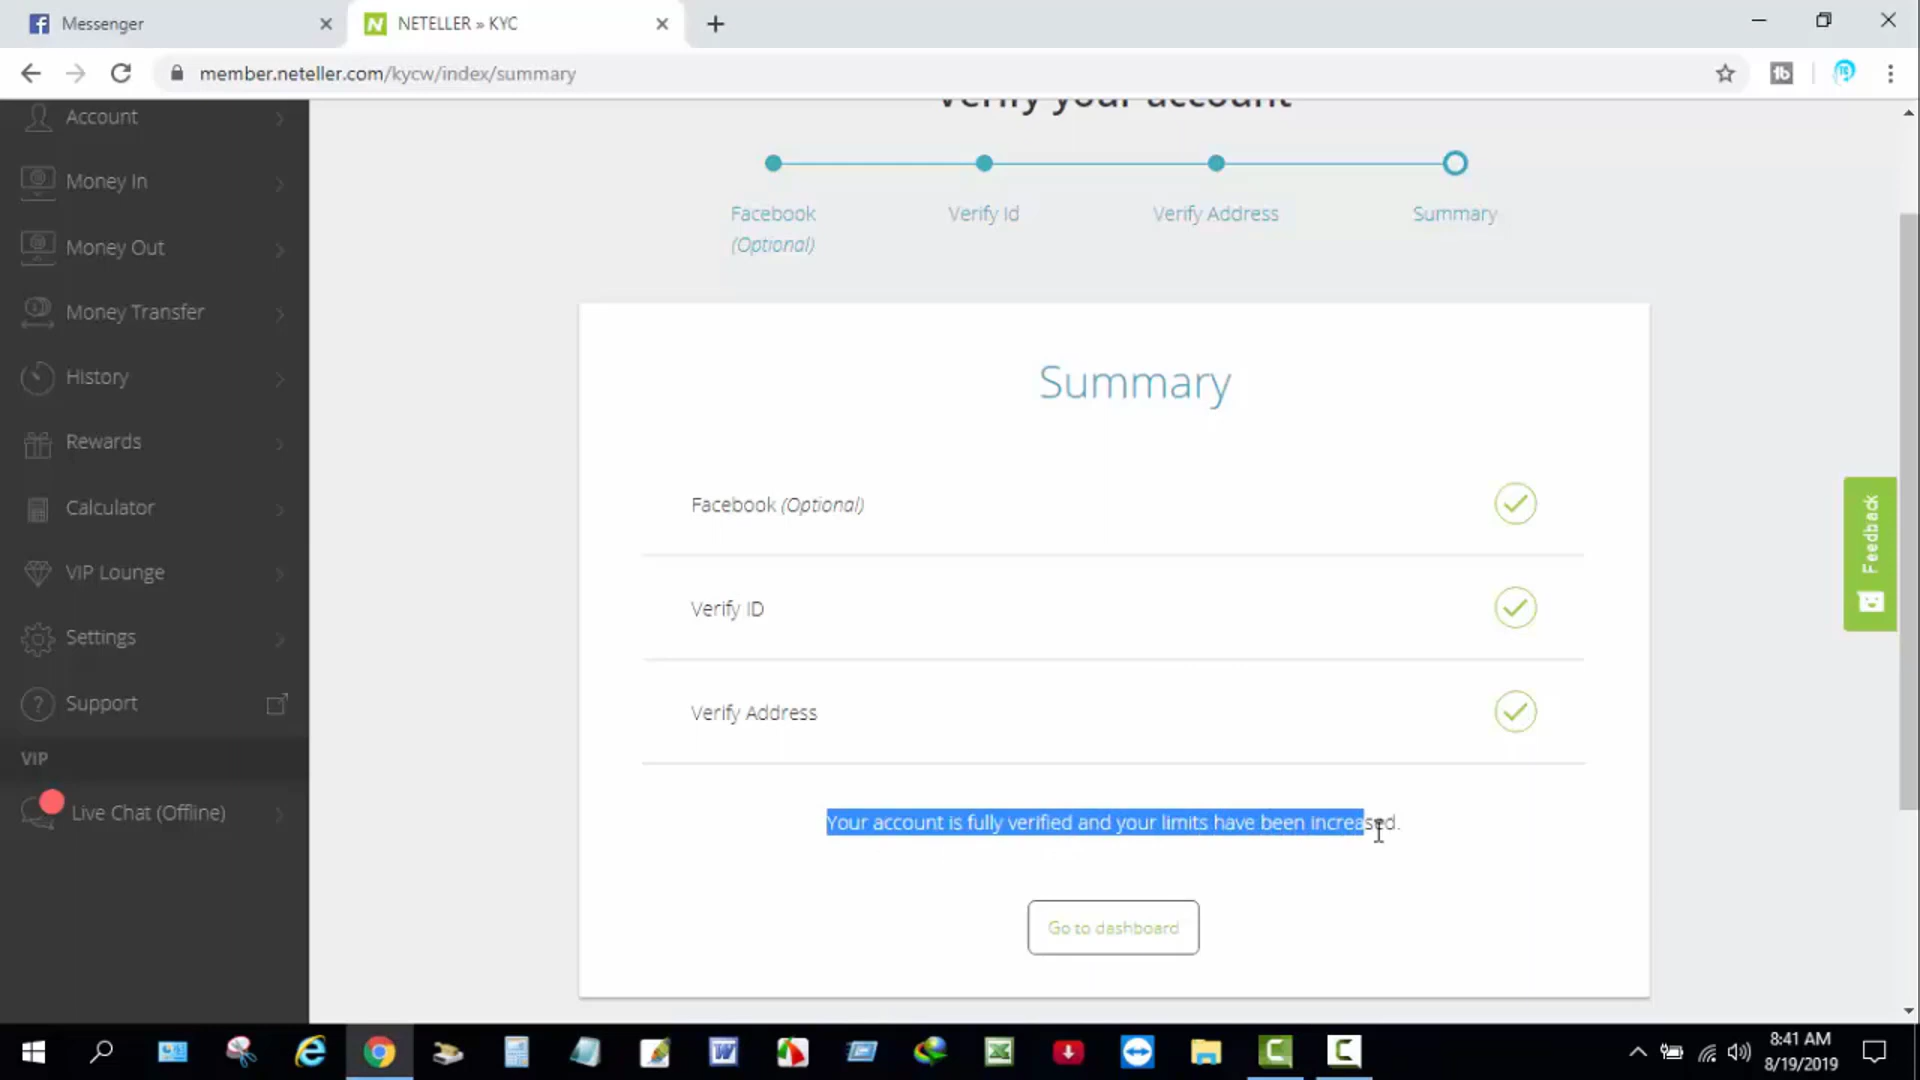 Messenger
NETELLER » KYC
member.neteller.com/kycw/index/summary
Verify your account
Account
Money In
Money Out
Money Transfer
History
Rewards
Calculator
VIP Lounge
Settings
Support
VIP
Live Chat (Offline)
Facebook
(Optional)
Verify Id
Verify Address
Summary
Summary
Facebook (Optional)
Verify ID
Verify Address
Your account is fully verified and your limits have been increased.
Go to dashboard
Feedback
8:41 AM
8/19/2019